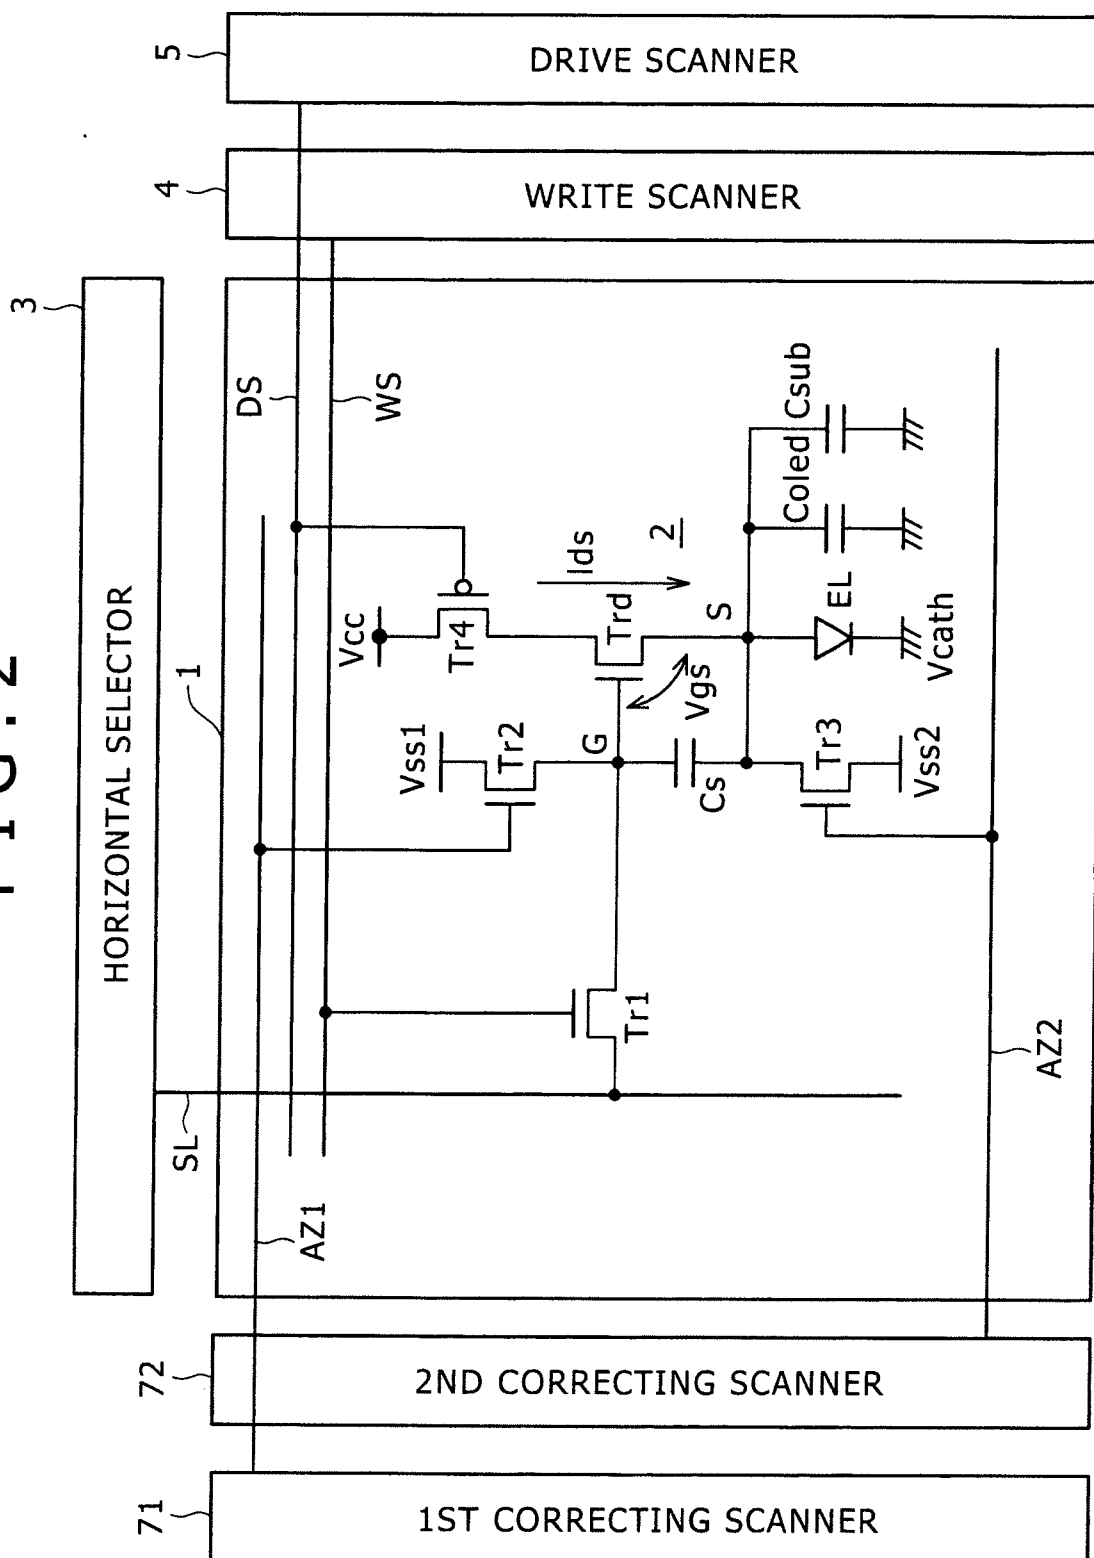 FIG. 2
HORIZONTAL SELECTOR
3
1
5
DRIVE SCANNER
4
WRITE SCANNER
DS
WS
SL
AZ1
Vcc
Tr4
Ids
2
Vss1
Tr2
Trd
G
Vgs
S
Tr1
Cs
Coled
Csub
EL
Vcath
Tr3
Vss2
AZ2
72
2ND CORRECTING SCANNER
71
1ST CORRECTING SCANNER